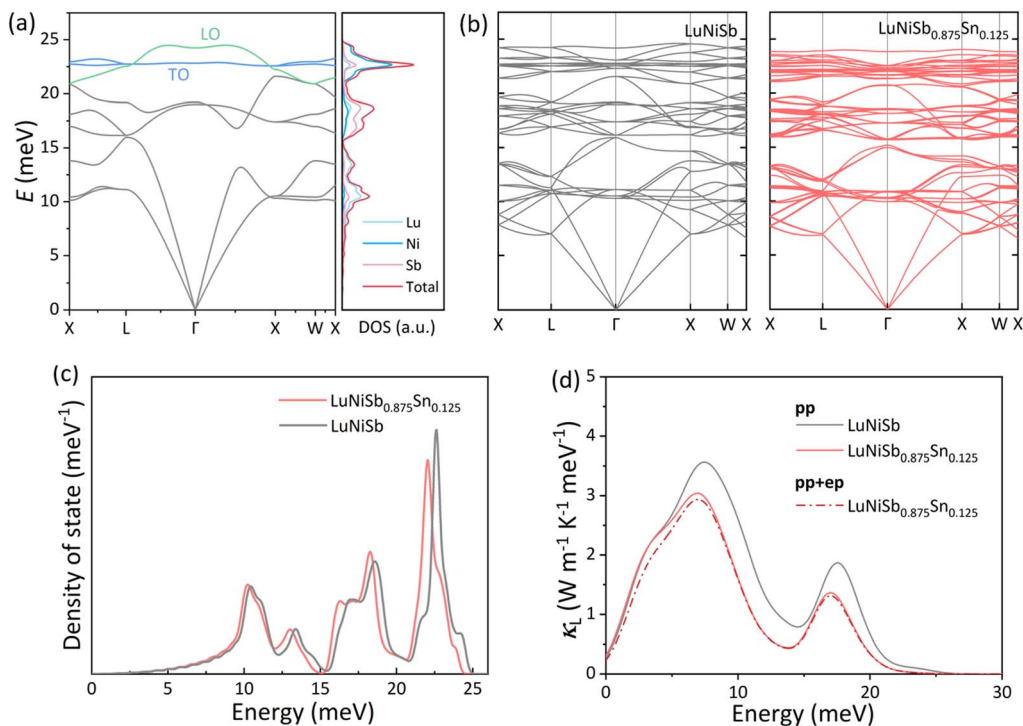 (a)
25
20
15
10
5
0
E (meV)
LO
TO
X L Γ X W X
Lu
Ni
Sb
Total
DOS (a.u.)
(b)
LuNiSb
X L Γ X W X
LuNiSb0.875Sn0.125
X L Γ X W X
(c)
LuNiSb0.875Sn0.125
LuNiSb
Density of state (meV-1)
0 5 10 15 20 25
Energy (meV)
(d)
5
4
3
2
1
0
κL (W m-1 K-1 meV-1)
pp
LuNiSb
LuNiSb0.875Sn0.125
pp+ep
LuNiSb0.875Sn0.125
0 10 20 30
Energy (meV)